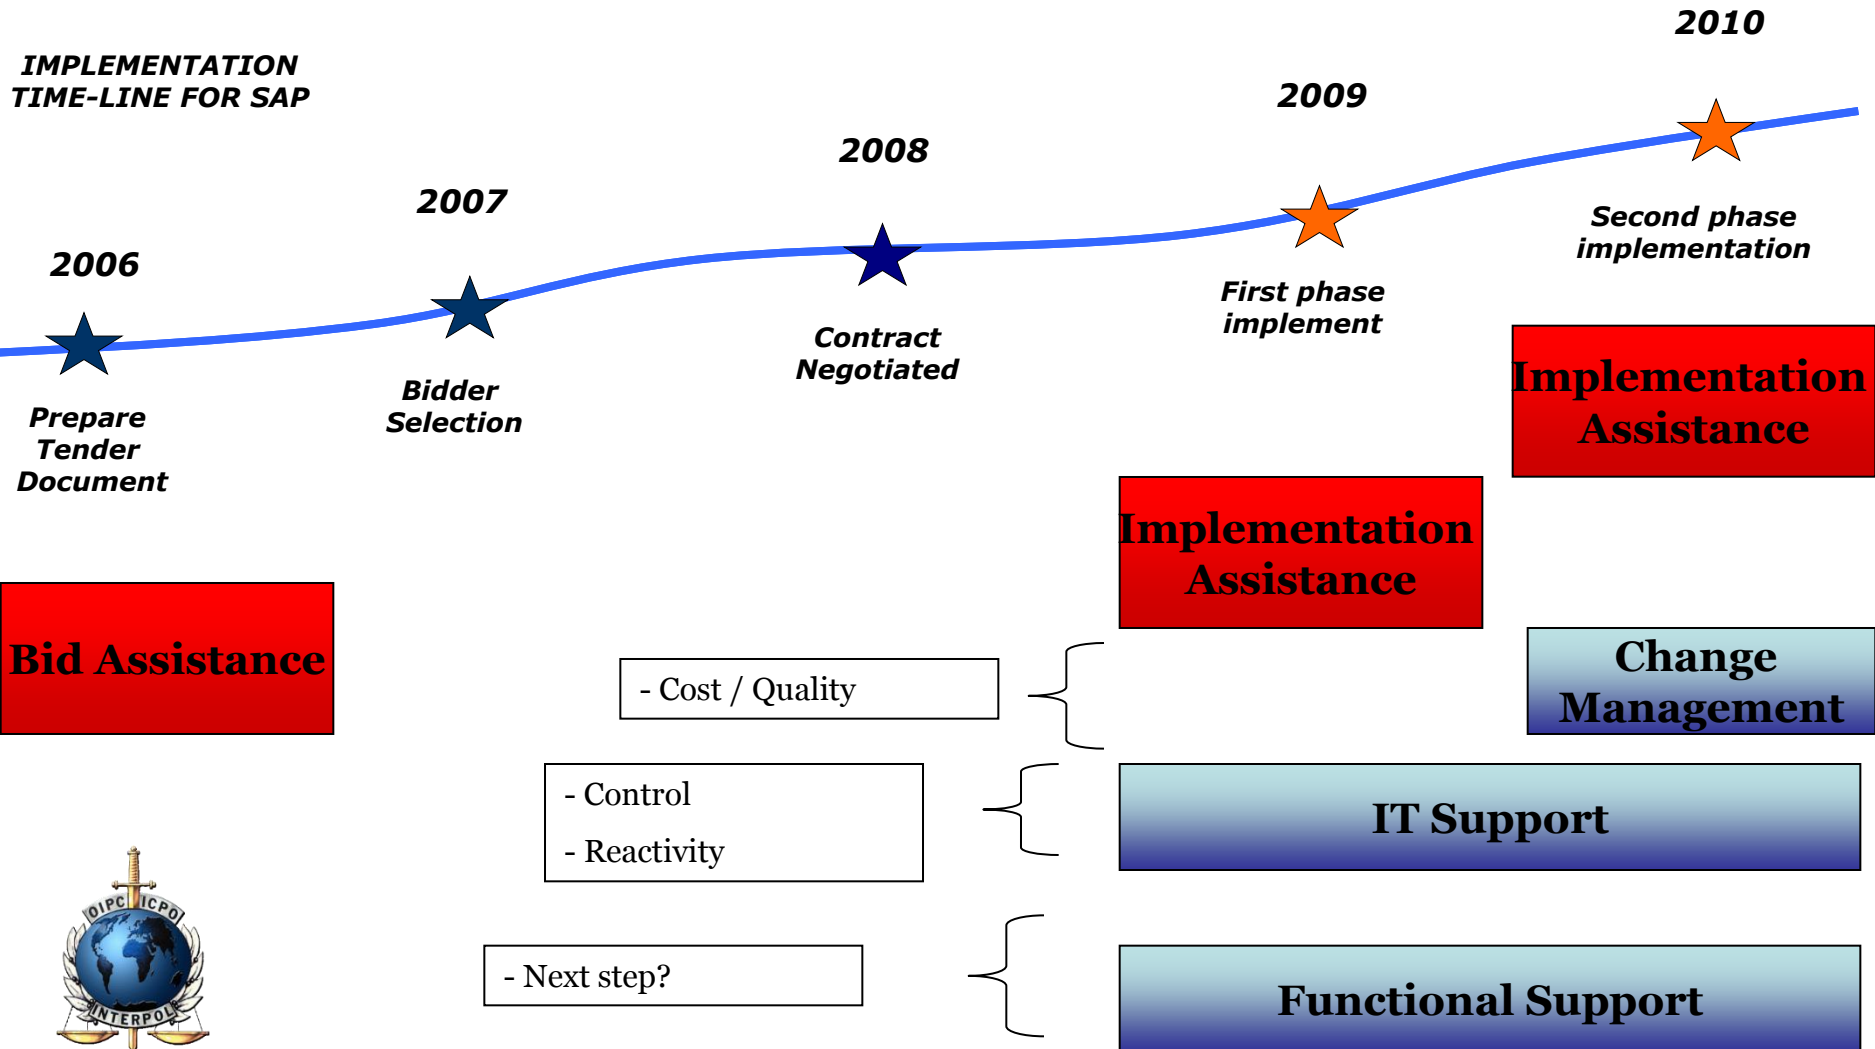 2010
IMPLEMENTATION
TIME-LINE FOR SAP
2009
2008
2007
2006
Second phase
implementation
First phase
implement
Contract
Negotiated
Bidder
Selection
Prepare
Tender
Document
Implementation
Assistance
Implementation
Assistance
Bid Assistance
- Cost / Quality
Change
Management
- Control
- Reactivity
IT Support
- Next step?
Functional Support
OIPC ICPO
INTERPOL